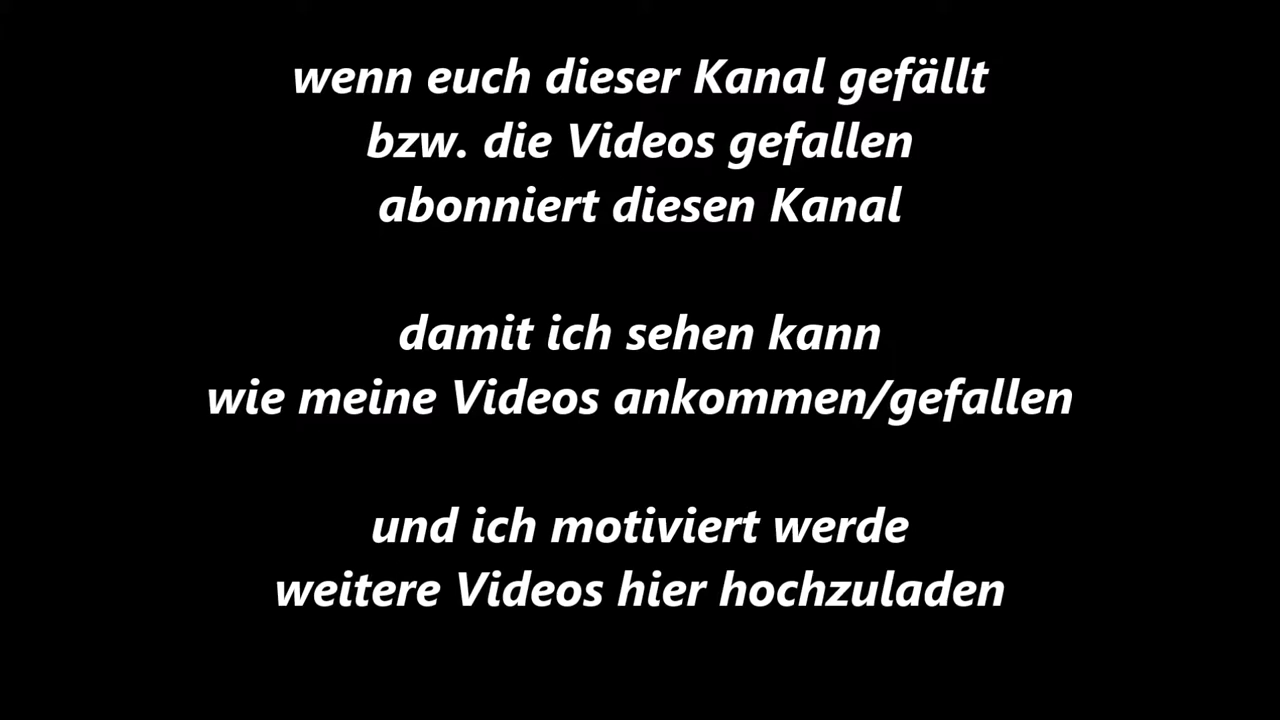 wenn euch dieser Kanal gefällt
bzw. die Videos gefallen
abonniert diesen Kanal
damit ich sehen kann
wie meine Videos ankommen/gefallen
und ich motiviert werde
weitere Videos hier hochzuladen